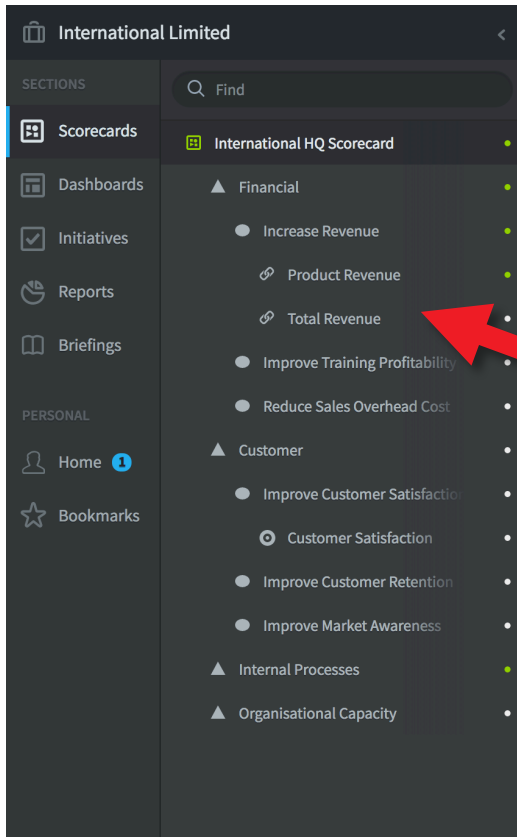 International Limited
SECTIONS
Scorecards
Dashboards
Initiatives
Reports
Briefings
PERSONAL
Home 1
Bookmarks
Find
International HQ Scorecard
Financial
Increase Revenue
Product Revenue
Total Revenue
Improve Training Profitability
Reduce Sales Overhead Cost
Customer
Improve Customer Satisfaction
Customer Satisfaction
Improve Customer Retention
Improve Market Awareness
Internal Processes
Organisational Capacity